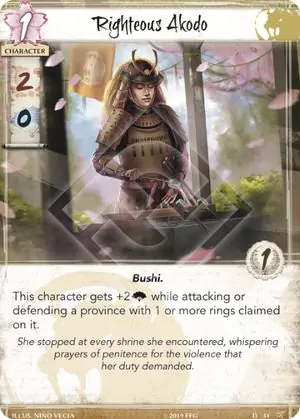 1
Righteous Akodo
CHARACTER
2
0
1
Bushi.
This character gets +2 while attacking or
defending a province with 1 or more rings claimed
on it.
She stopped at every shrine she encountered, whispering
prayers of penitence for the violence that
her duty demanded.
ILLUS. NINO VECIA ©2019 FFG D 41